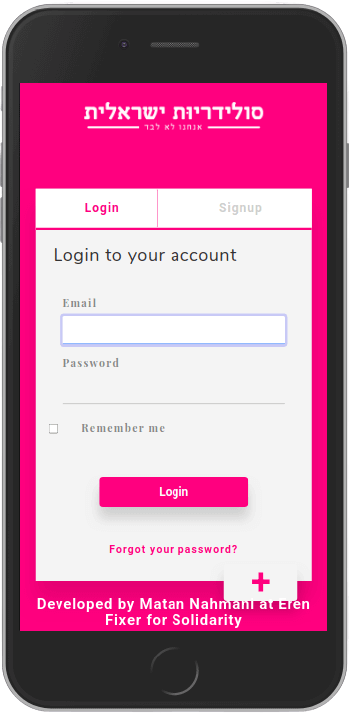 סולידריות ישראלית
אנחנו לא לבד
Login Signup
Login to your account
Email
Password
Remember me
Login
Forgot your password?
+
Developed by Matan Nahmani at Eren
Fixer for Solidarity